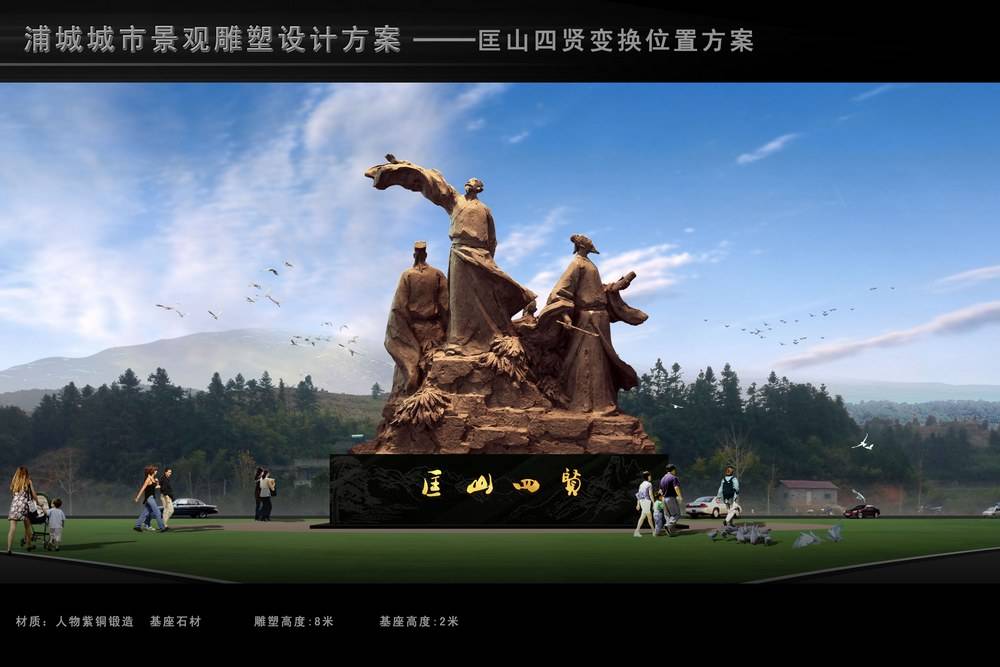 浦城城市景观雕塑设计方案 ——匡山四贤变换位置方案
匡山四賢
材质：人物紫铜锻造 基座石材 雕塑高度：8米 基座高度：2米